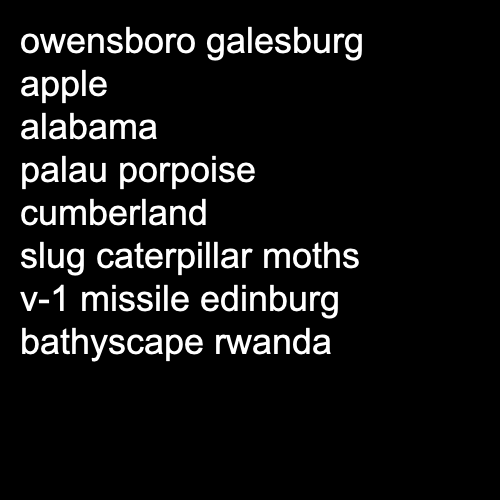 owensboro galesburg
apple
alabama
palau porpoise
cumberland
slug caterpillar moths
v-1 missile edinburg
bathyscape rwanda